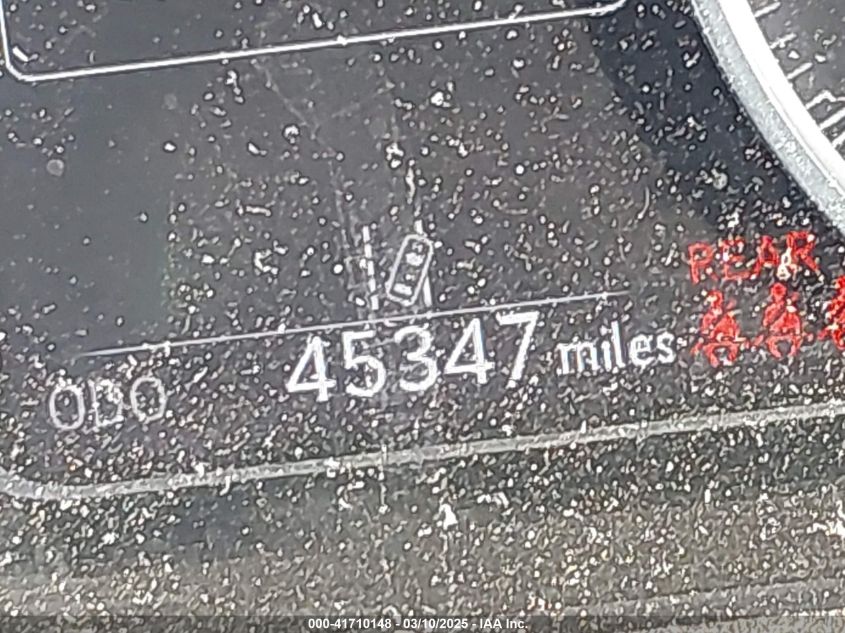 REAR
ODO 45347 miles
000-41710148 - 03/10/2025 - IAA Inc.